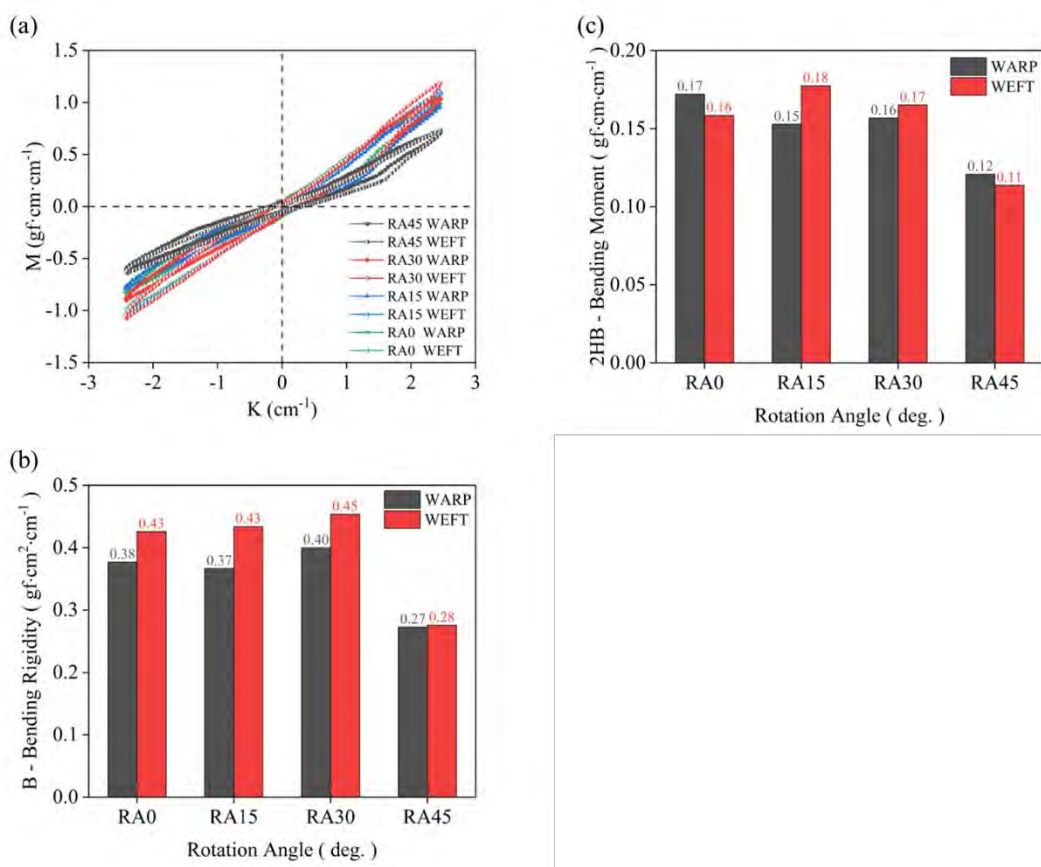 (a)
1.5
1.0
0.5
0.0
-0.5
-1.0
-1.5
M (gf·cm·cm⁻¹)
-3 -2 -1 0 1 2 3
K (cm⁻¹)
RA45 WARP
RA45 WEFT
RA30 WARP
RA30 WEFT
RA15 WARP
RA15 WEFT
RA0 WARP
RA0 WEFT
(c)
0.20
0.15
0.10
0.05
0.00
2HB - Bending Moment ( gf·cm·cm⁻¹ )
WARP
WEFT
0.17 0.16 0.15 0.18 0.16 0.17 0.12 0.11
RA0 RA15 RA30 RA45
Rotation Angle ( deg. )
(b)
0.5
0.4
0.3
0.2
0.1
0.0
B - Bending Rigidity ( gf·cm²·cm⁻¹ )
WARP
WEFT
0.38 0.43 0.37 0.43 0.40 0.45 0.27 0.28
RA0 RA15 RA30 RA45
Rotation Angle ( deg. )